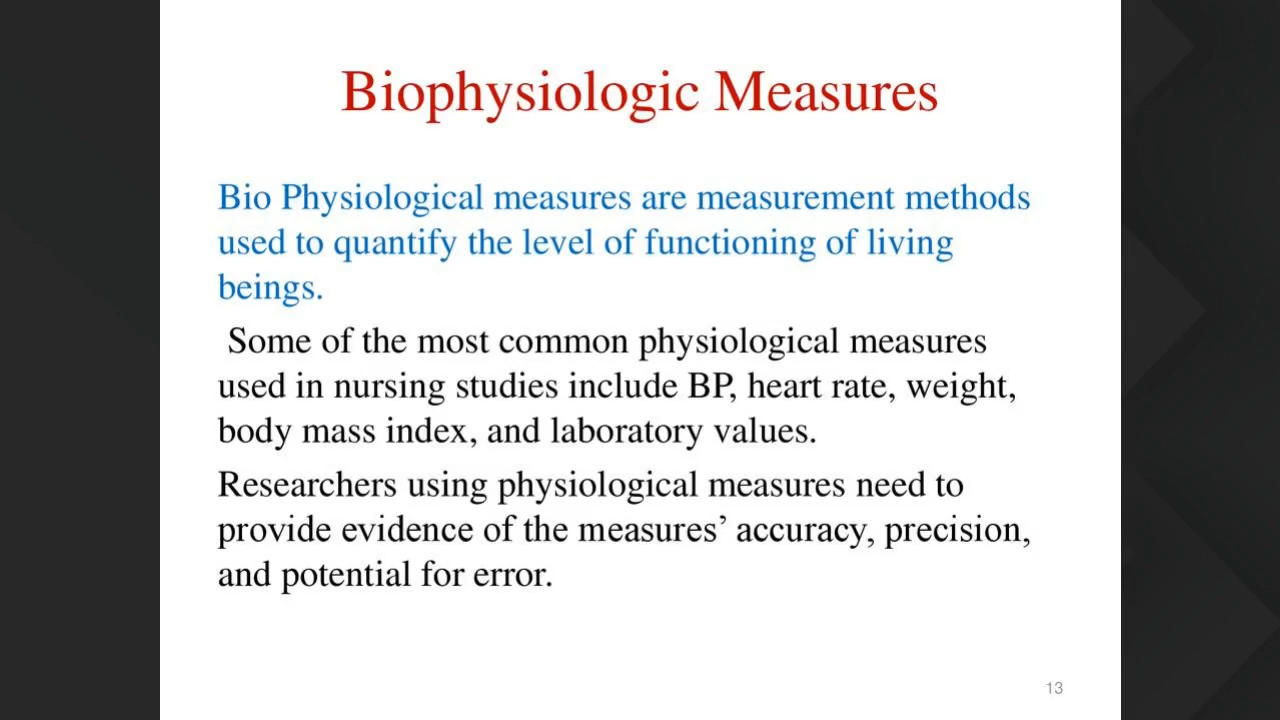 Biophysiologic Measures
Bio Physiological measures are measurement methods
used to quantify the level of functioning of living
beings.
Some of the most common physiological measures
used in nursing studies include BP, heart rate, weight,
body mass index, and laboratory values.
Researchers using physiological measures need to
provide evidence of the measures’ accuracy, precision,
and potential for error.
13